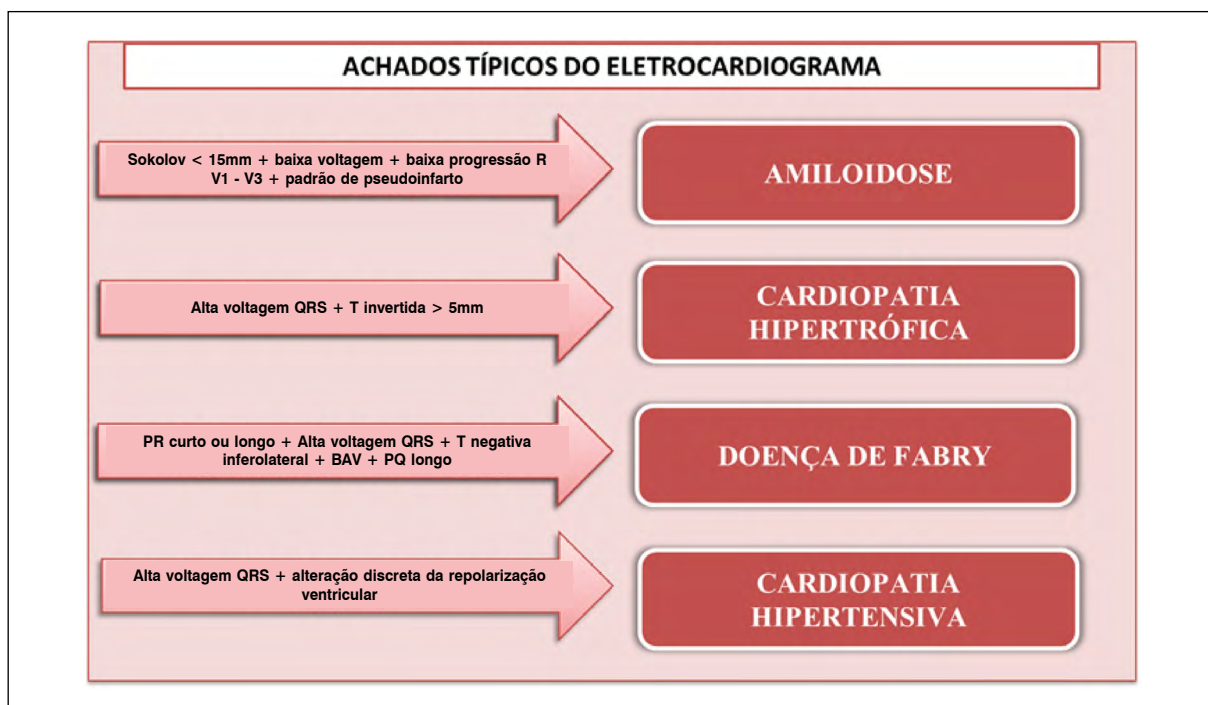 ACHADOS TÍPICOS DO ELETROCARDIOGRAMA
Sokolov < 15mm + baixa voltagem + baixa progressão R
V1 - V3 + padrão de pseudoinfarto
AMILOIDOSE
Alta voltagem QRS + T invertida > 5mm
CARDIOPATIA
HIPERTRÓFICA
PR curto ou longo + Alta voltagem QRS + T negativa
inferolateral + BAV + PQ longo
DOENÇA DE FABRY
Alta voltagem QRS + alteração discreta da repolarização
ventricular
CARDIOPATIA
HIPERTENSIVA